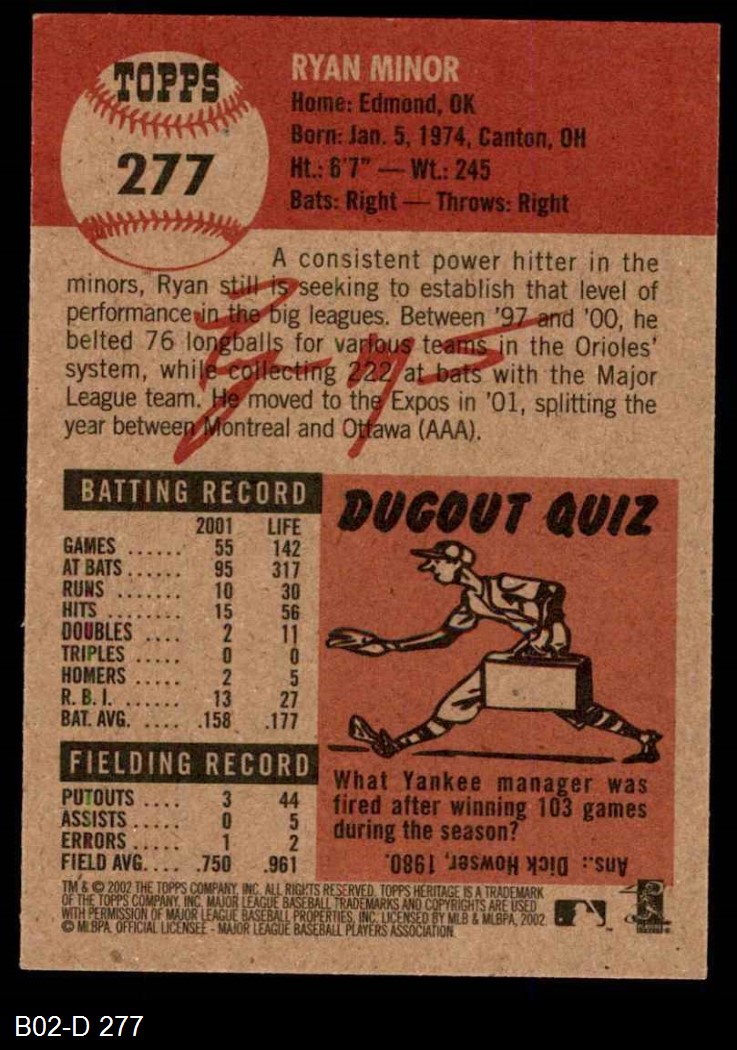 TOPPS
277
RYAN MINOR
Home: Edmond, OK
Born: Jan. 5, 1974, Canton, OH
Ht.: 6'7" — Wt.: 245
Bats: Right — Throws: Right
A consistent power hitter in the
minors, Ryan still is seeking to establish that level of
performance in the big leagues. Between '97 and '00, he
belted 76 longballs for various teams in the Orioles'
system, while collecting 222 at bats with the Major
League team. He moved to the Expos in '01, splitting the
year between Montreal and Ottawa (AAA).
BATTING RECORD
2001 LIFE
GAMES ...... 55 142
AT BATS ...... 95 317
RUNS ........ 10 30
HITS ........ 15 56
DOUBLES .... 2 11
TRIPLES ..... 0 0
HOMERS ..... 2 5
R. B. I. ...... 13 27
BAT. AVG. .... .158 .177
FIELDING RECORD
PUTOUTS .... 3 44
ASSISTS ..... 0 5
ERRORS ..... 1 2
FIELD AVG. ... .750 .961
DUGOUT QUIZ
What Yankee manager was
fired after winning 103 games
during the season?
Ans.: Dick Howser, 1980.
TM & © 2002 THE TOPPS COMPANY, INC. ALL RIGHTS RESERVED. TOPPS HERITAGE IS A TRADEMARK
OF THE TOPPS COMPANY, INC. MAJOR LEAGUE BASEBALL TRADEMARKS AND COPYRIGHTS ARE USED
WITH PERMISSION OF MAJOR LEAGUE BASEBALL PROPERTIES, INC. LICENSED BY MLB & MLBPA, 2002.
© MLBPA. OFFICIAL LICENSEE - MAJOR LEAGUE BASEBALL PLAYERS ASSOCIATION.
B02-D 277